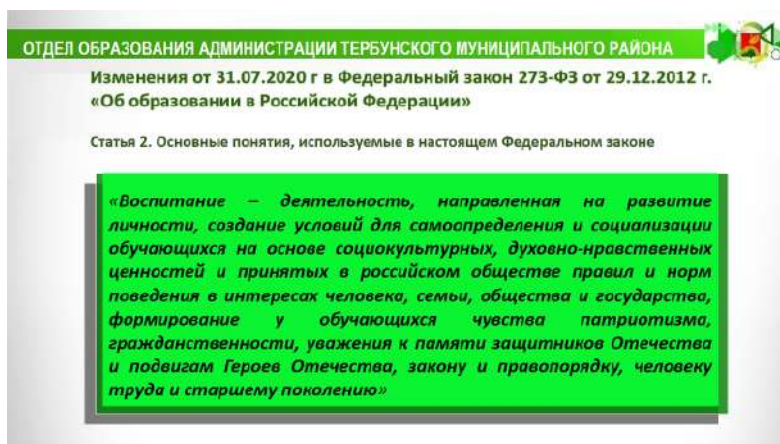 ОТДЕЛ ОБРАЗОВАНИЯ АДМИНИСТРАЦИИ ТЕРБУНСКОГО МУНИЦИПАЛЬНОГО РАЙОНА
Изменения от 31.07.2020 г в Федеральный закон 273-ФЗ от 29.12.2012 г.
«Об образовании в Российской Федерации»
Статья 2. Основные понятия, используемые в настоящем Федеральном законе
«Воспитание – деятельность, направленная на развитие
личности, создание условий для самоопределения и социализации
обучающихся на основе социокультурных, духовно-нравственных
ценностей и принятых в российском обществе правил и норм
поведения в интересах человека, семьи, общества и государства,
формирование у обучающихся чувства патриотизма,
гражданственности, уважения к памяти защитников Отечества
и подвигам Героев Отечества, закону и правопорядку, человеку
труда и старшему поколению»